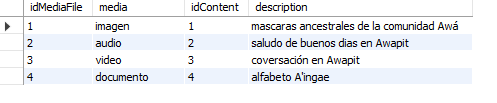 idMediaFile media idContent description
1 imagen 1 mascaras ancestrales de la comunidad Awá
2 audio 2 saludo de buenos dias en Awapit
3 video 3 coversación en Awapit
4 documento 4 alfabeto A'ingae